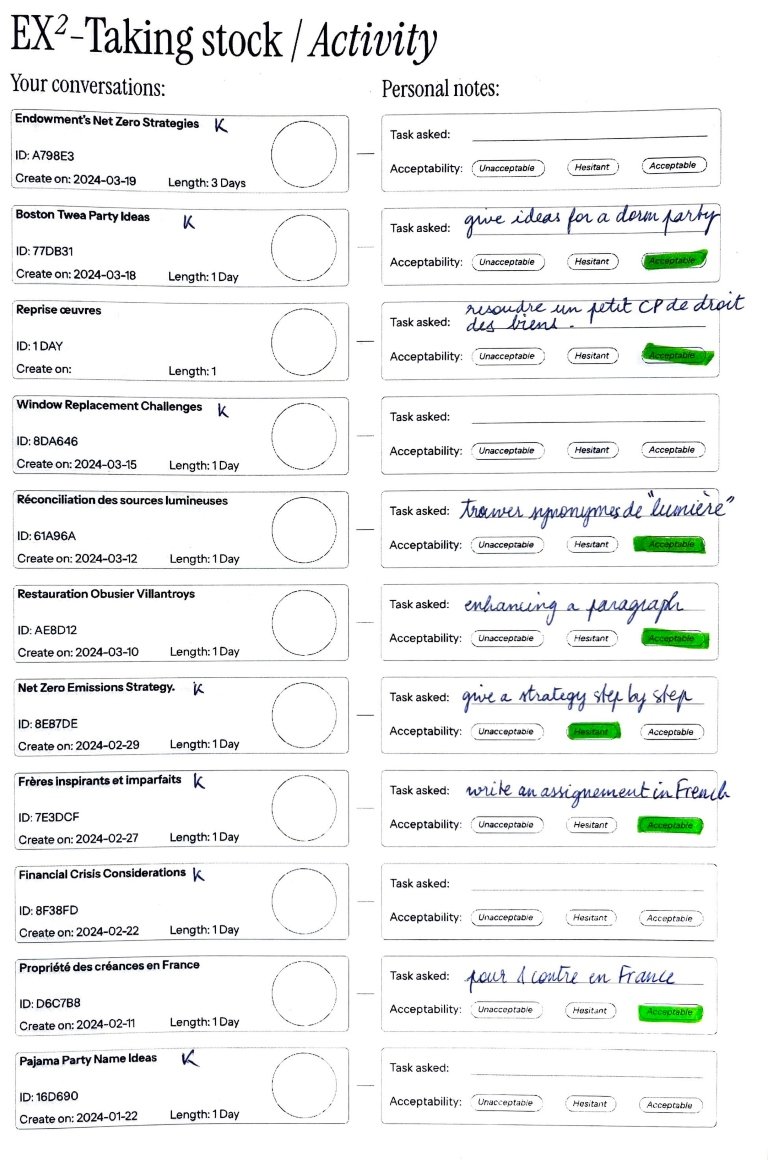 EX²-Taking stock / Activity
Your conversations:
Personal notes:
Endowment's Net Zero Strategies K
ID: A798E3
Create on: 2024-03-19 Length: 3 Days
Task asked:
Acceptability: Unacceptable Hesitant Acceptable
Boston Twea Party Ideas K
ID: 77DB31
Create on: 2024-03-18 Length: 1 Day
Task asked: give ideas for a dorm party
Acceptability: Unacceptable Hesitant Acceptable
Reprise œuvres
ID: 1 DAY
Create on: Length: 1
Task asked: resoudre un petit CP de droit
des biens.
Acceptability: Unacceptable Hesitant Acceptable
Window Replacement Challenges K
ID: 8DA646
Create on: 2024-03-15 Length: 1 Day
Task asked:
Acceptability: Unacceptable Hesitant Acceptable
Réconciliation des sources lumineuses
ID: 61A96A
Create on: 2024-03-12 Length: 1 Day
Task asked: trouver synonymes de "lumière"
Acceptability: Unacceptable Hesitant Acceptable
Restauration Obusier Villantroys
ID: AE8D12
Create on: 2024-03-10 Length: 1 Day
Task asked: enhancing a paragraph
Acceptability: Unacceptable Hesitant Acceptable
Net Zero Emissions Strategy. K
ID: 8E87DE
Create on: 2024-02-29 Length: 1 Day
Task asked: give a strategy step by step
Acceptability: Unacceptable Hesitant Acceptable
Frères inspirants et imparfaits K
ID: 7E3DCF
Create on: 2024-02-27 Length: 1 Day
Task asked: write an assignement in French
Acceptability: Unacceptable Hesitant Acceptable
Financial Crisis Considerations K
ID: 8F38FD
Create on: 2024-02-22 Length: 1 Day
Task asked:
Acceptability: Unacceptable Hesitant Acceptable
Propriété des créances en France
ID: D6C7B8
Create on: 2024-02-11 Length: 1 Day
Task asked: pour & contre en France
Acceptability: Unacceptable Hesitant Acceptable
Pajama Party Name Ideas K
ID: 16D690
Create on: 2024-01-22 Length: 1 Day
Task asked:
Acceptability: Unacceptable Hesitant Acceptable